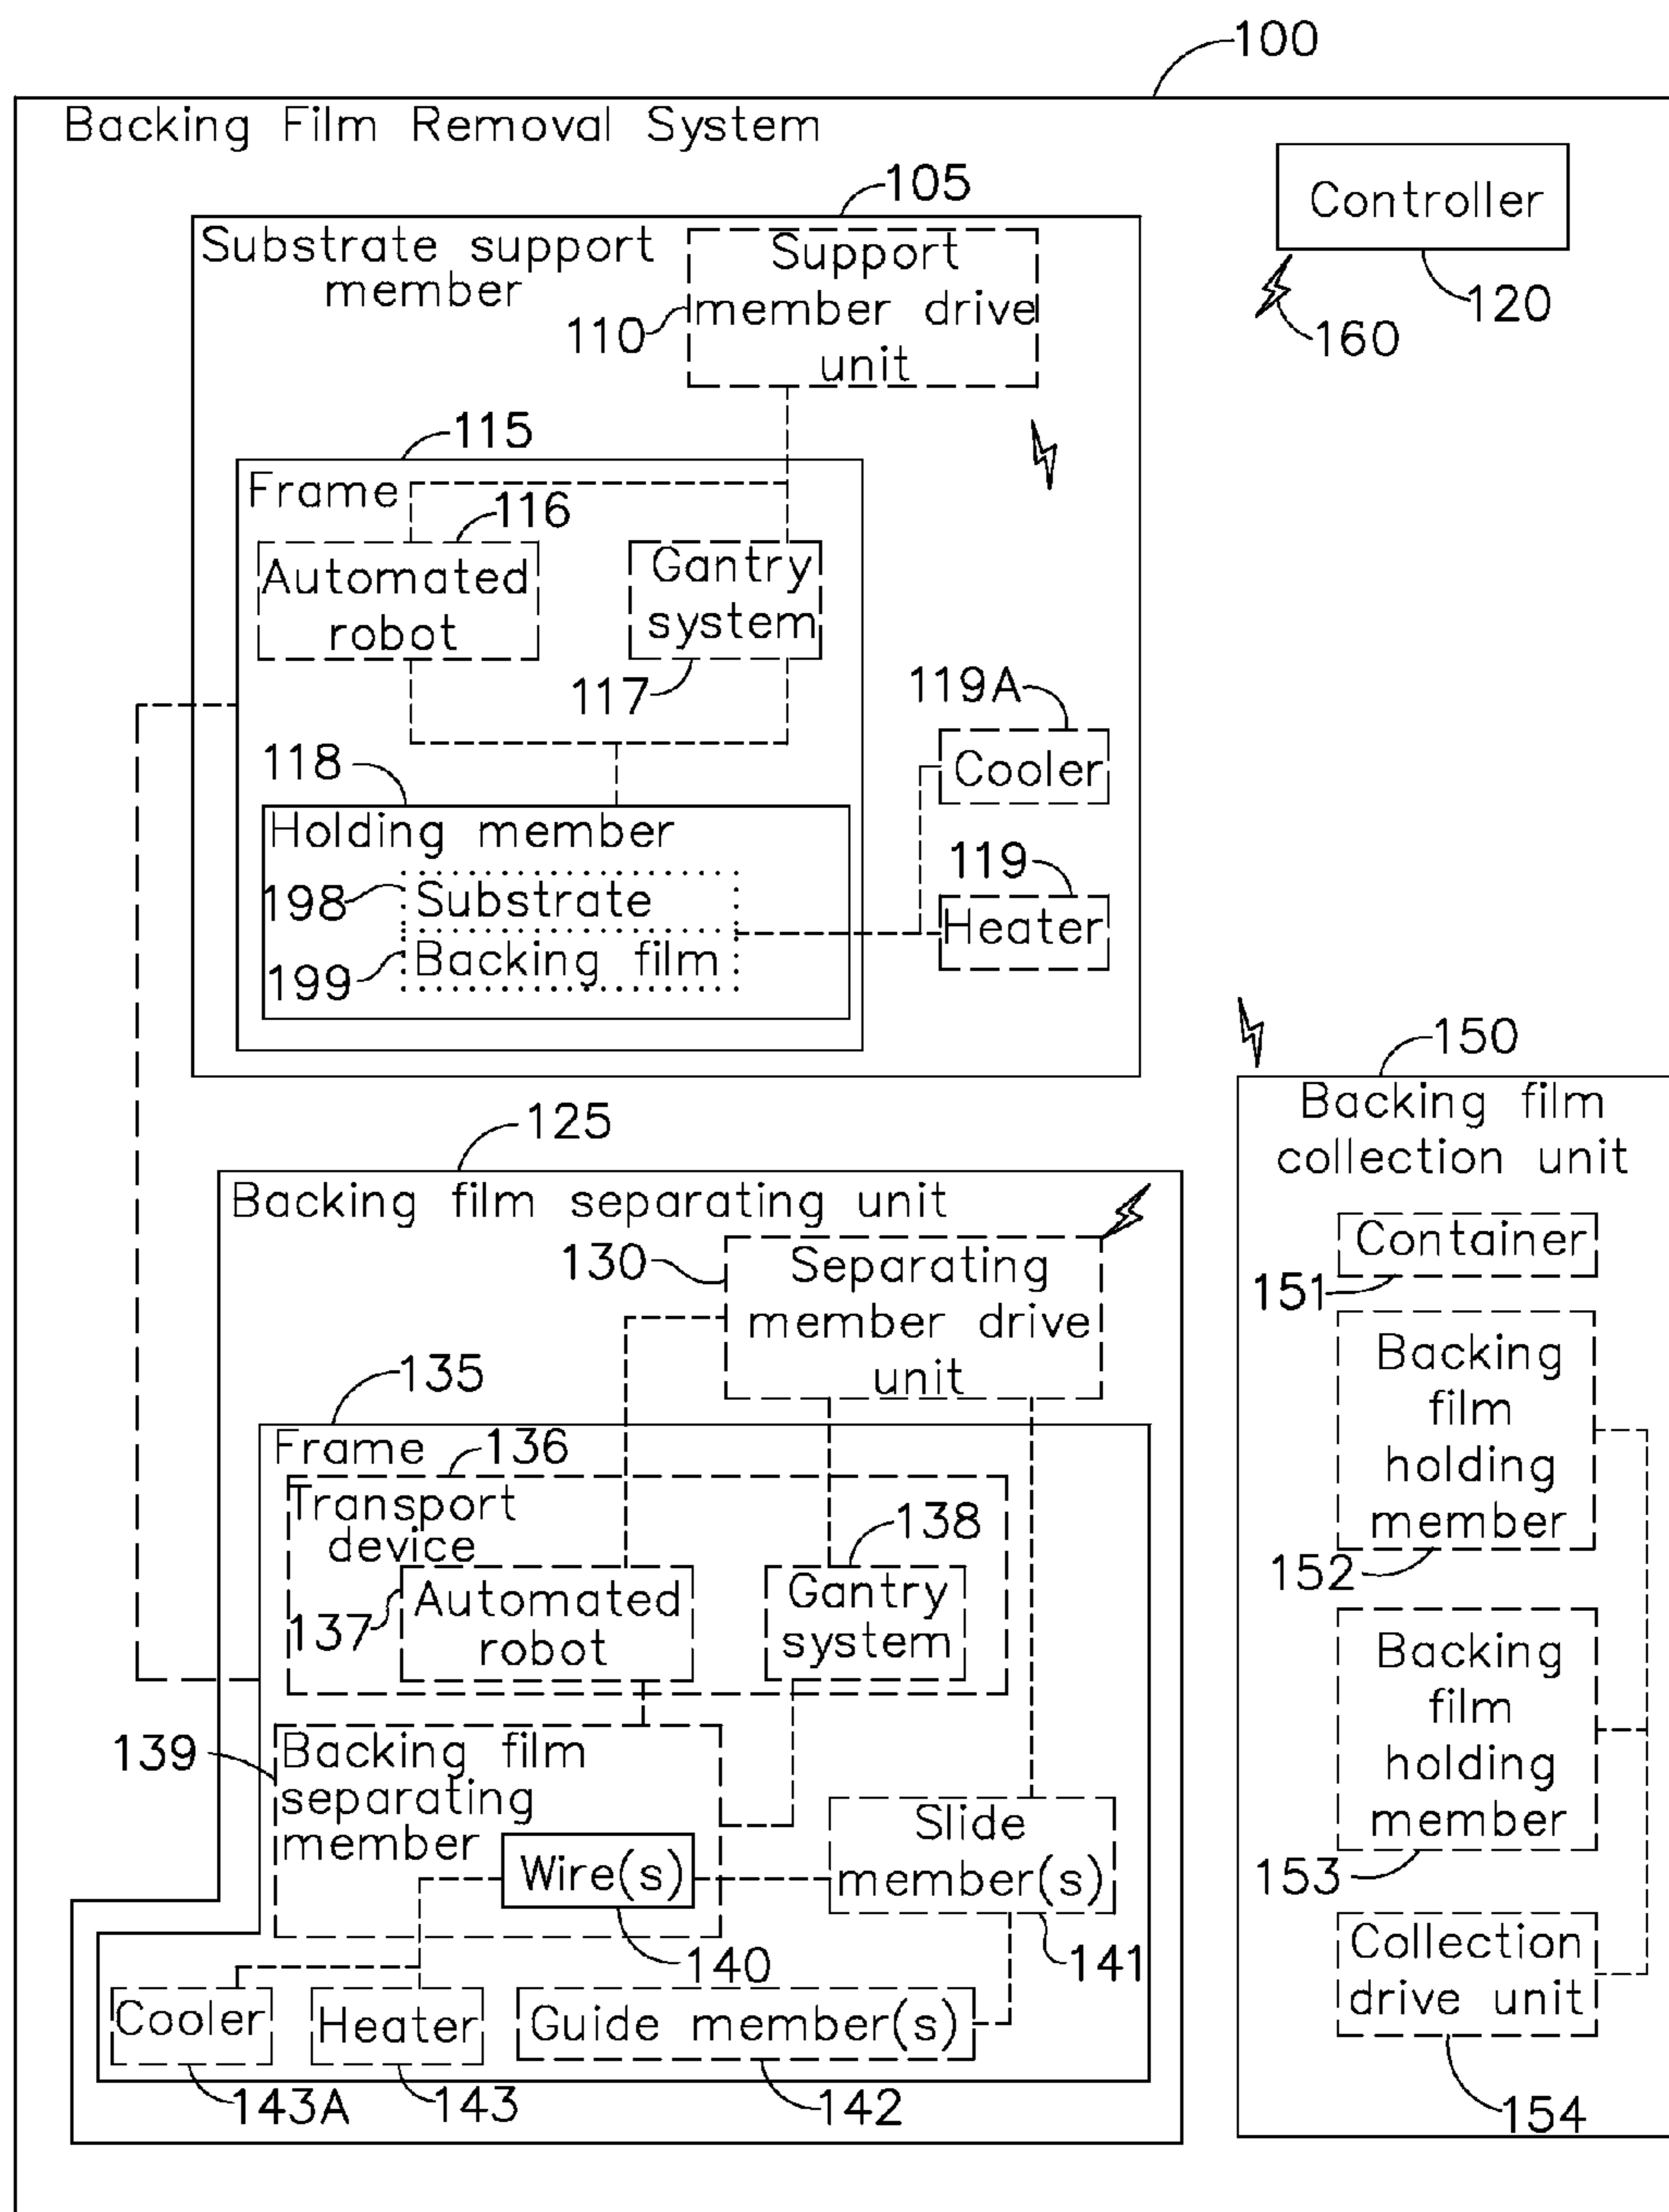 100
Backing Film Removal System
Controller
120
160
105
Substrate support
member
Support
member drive
unit
110
115
Frame
116
Automated
robot
Gantry
system
117
119A
Cooler
118
Holding member
119
Heater
198
Substrate
Backing film
199
125
Backing film separating unit
130
Separating
member drive
unit
135
Frame
136
Transport
device
138
137
Automated
robot
Gantry
system
139
Backing film
separating
member
Wire(s)
140
Slide
member(s)
141
Cooler
Heater
Guide member(s)
143A
143
142
150
Backing film
collection unit
Container
151
Backing
film
holding
member
152
Backing
film
holding
member
153
Collection
drive unit
154